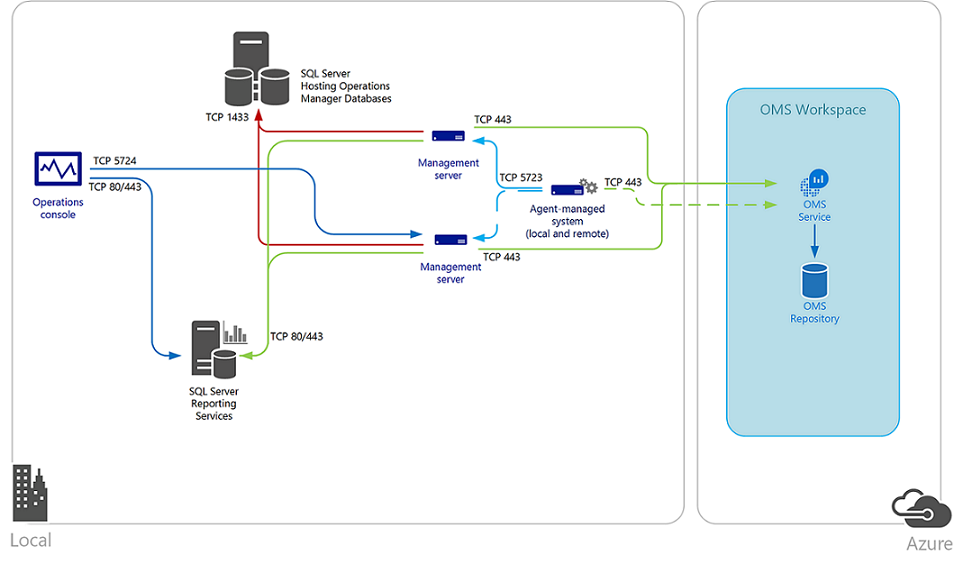 SQL Server
Hosting Operations
Manager Databases
TCP 1433
TCP 443
OMS Workspace
Management
server
TCP 5724
TCP 80/443
Operations
console
TCP 5723
TCP 443
Agent-managed
system
(local and remote)
OMS
Service
Management
server
TCP 443
OMS
Repository
TCP 80/443
SQL Server
Reporting
Services
Local
Azure